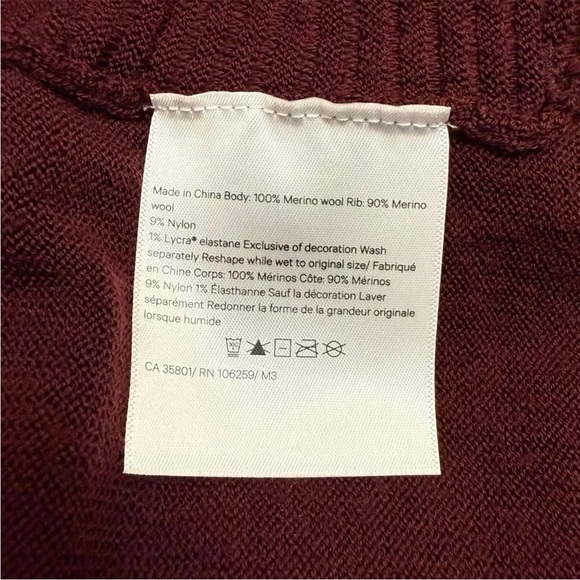 Made in China Body: 100% Merino wool Rib: 90% Merino
wool
9% Nylon
1% Lycra® elastane Exclusive of decoration Wash
separately Reshape while wet to original size/ Fabriqué
en Chine Corps: 100% Mérinos Côte: 90% Mérinos
9% Nylon 1% Élasthanne Sauf la décoration Laver
séparément Redonner la forme de la grandeur originale
lorsque humide
CA 35801/ RN 106259/ M3